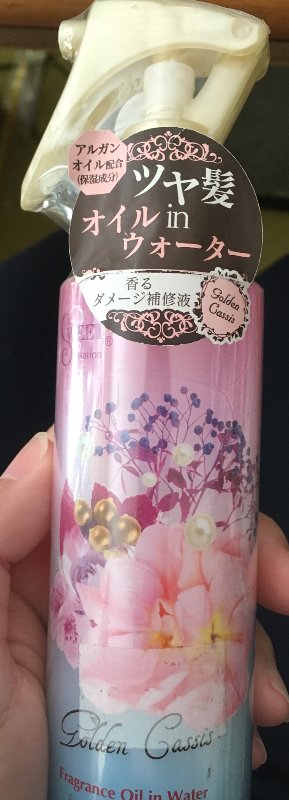 アルガン
オイル配合
(保湿成分)
ツヤ髪
オイル in
ウォーター
香る
ダメージ補修液
Golden
Cassis
Golden Cassis
Fragrance Oil in Water